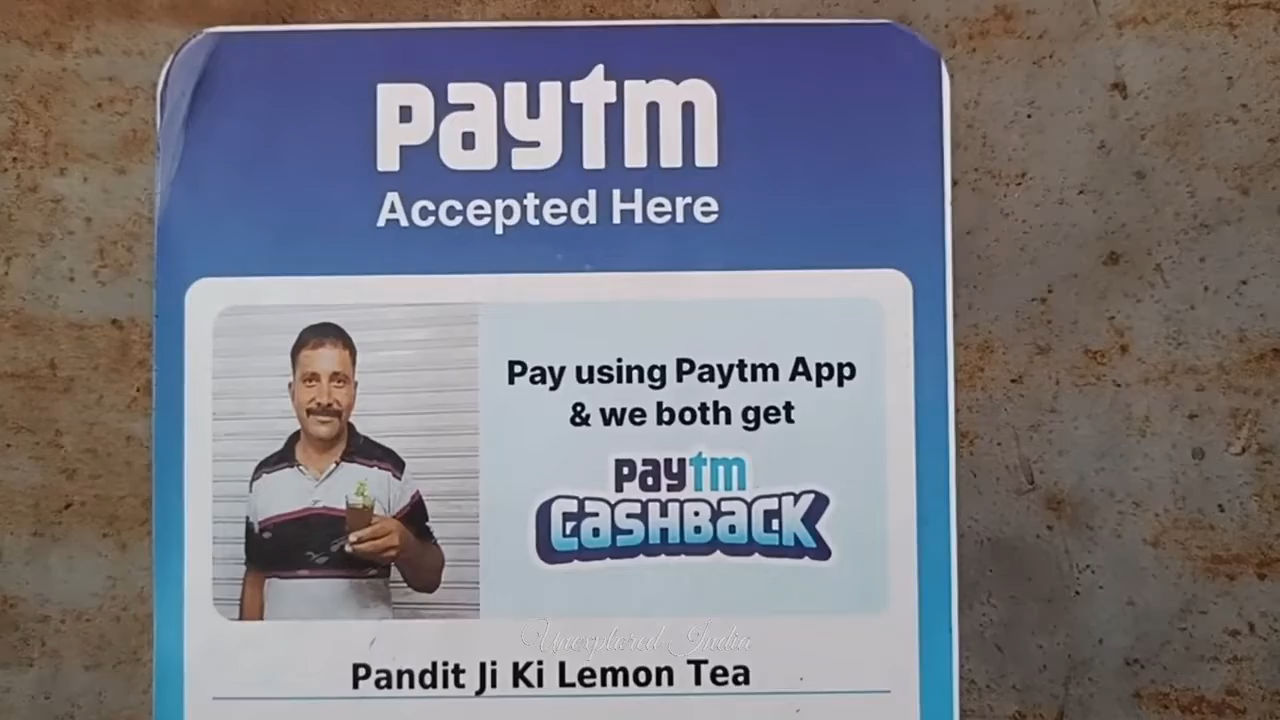 paytm
Accepted Here
Pay using Paytm App
& we both get
paytm
CASHBACK
Unexplored India
Pandit Ji Ki Lemon Tea